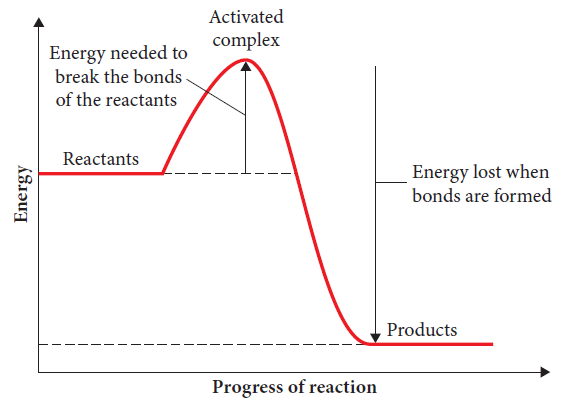 Activated
complex
Energy needed to
break the bonds
of the reactants
Reactants
Energy
Energy lost when
bonds are formed
Products
Progress of reaction